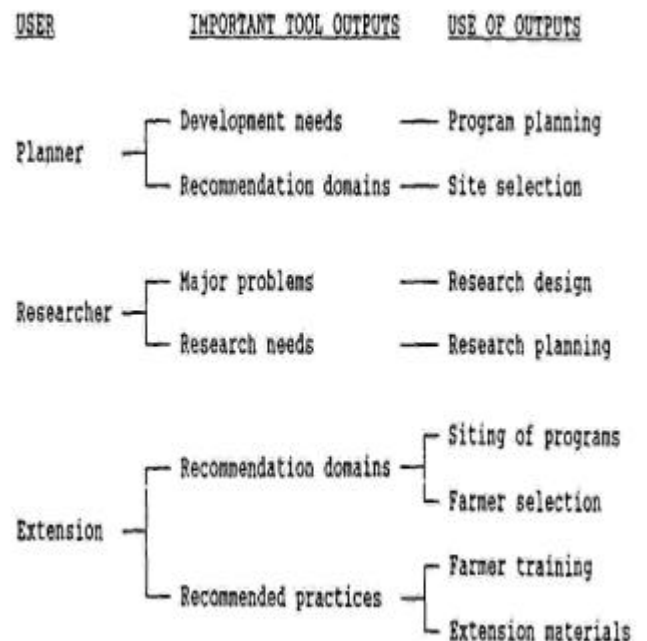 USER IMPORTANT TOOL OUTPUTS USE OF OUTPUTS
Development needs Program planning
Planner
Recommendation domains Site selection
Major problems Research design
Researcher
Research needs Research planning
Siting of programs
Recommendation domains
Farmer selection
Extension
Farmer training
Recommended practices
Extension materials